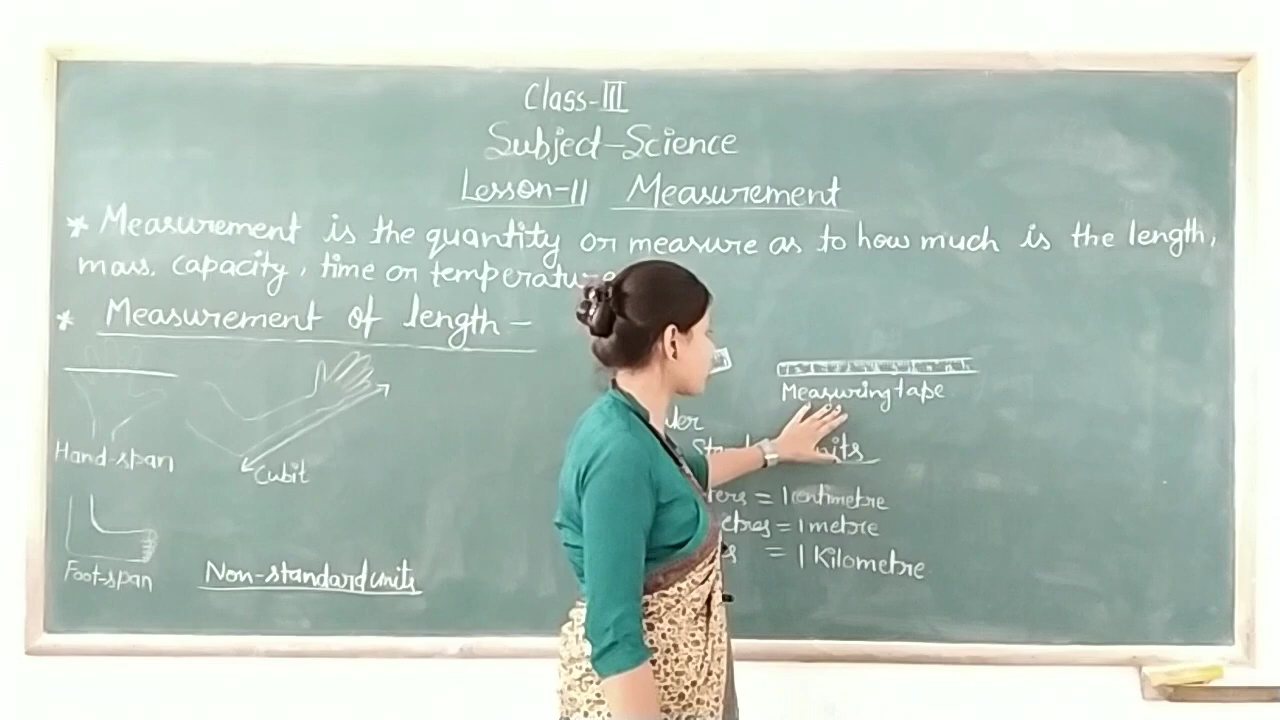 Class-III
Subject-Science
Lesson-11 Measurement
* Measurement is the quantity or measure as to how much is the length,
mass, capacity, time or temperature
* Measurement of length-
Measuring tape
Hand-span
Cubit
= 1 centimetre
= 1 metre
= 1 Kilometre
Foot-span
Non-standard units